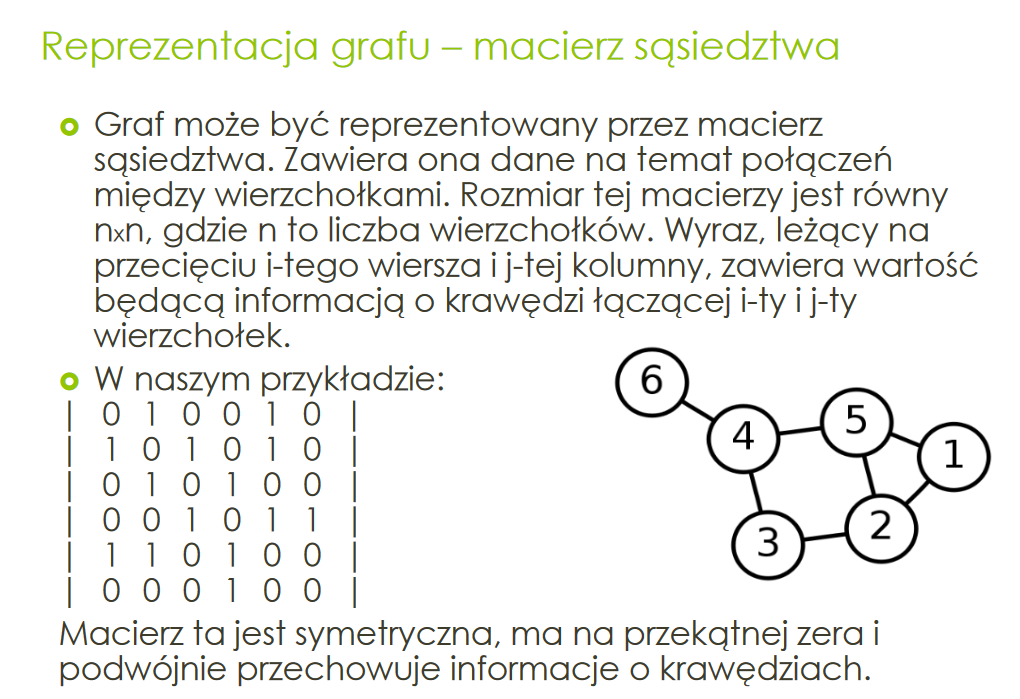 Reprezentacja grafu – macierz sąsiedztwa
Graf może być reprezentowany przez macierz
sąsiedztwa. Zawiera ona dane na temat połączeń
między wierzchołkami. Rozmiar tej macierzy jest równy
nxn, gdzie n to liczba wierzchołków. Wyraz, leżący na
przecięciu i-tego wiersza i j-tej kolumny, zawiera wartość
będącą informacją o krawędzi łączącej i-ty i j-ty
wierzchołek.
W naszym przykładzie:
| 0 1 0 0 1 0 |
| 1 0 1 0 1 0 |
| 0 1 0 1 0 0 |
| 0 0 1 0 1 1 |
| 1 1 0 1 0 0 |
| 0 0 0 1 0 0 |
6
4
5
1
3
2
Macierz ta jest symetryczna, ma na przekątnej zera i
podwójnie przechowuje informacje o krawędziach.